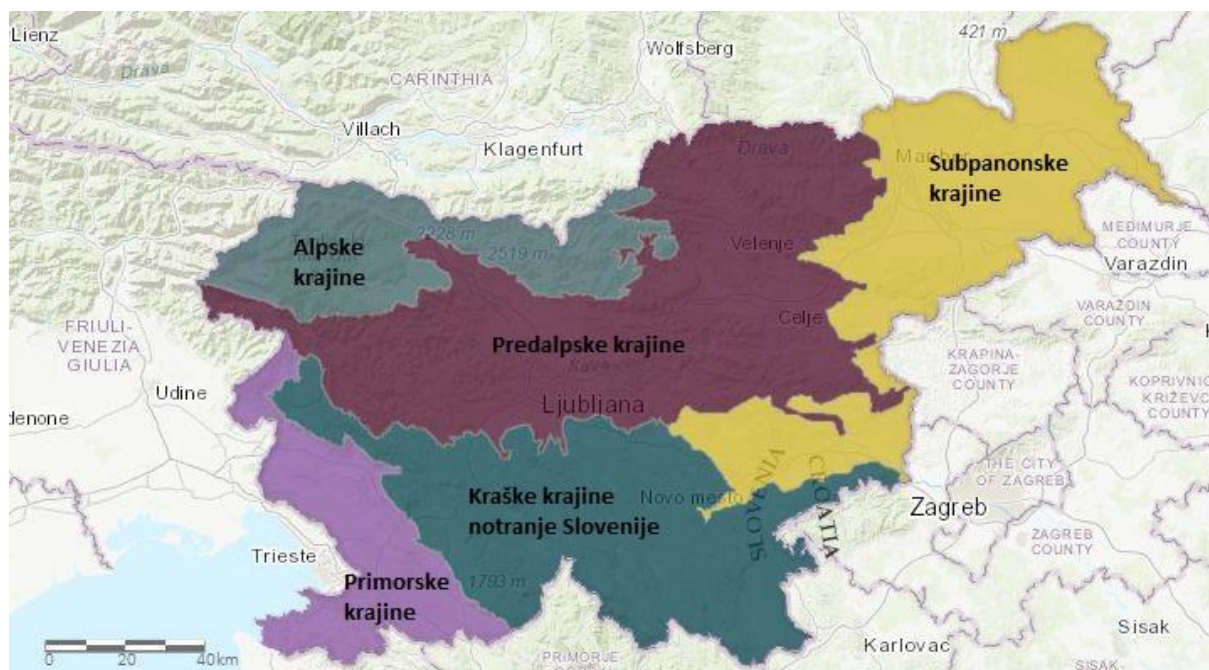 Lienz
Drava
CARINTHIA
Wolfsberg
421 m
Villach
Klagenfurt
Drava
Subpanonske
krajine
Alpske
krajine
2228 m
2519 m
Velenje
MEĐIMURJE
COUNTY
Varazdin
FRIULI-
VENEZIA
GIULIA
Predalpske krajine
Celje
VARAŽDIN
COUNTY
Sava
KRAPINA-
ZAGORJE
COUNTY
KOPRIVNIC
KRIŽEVC
COUNTY
Udine
denone
Ljubljana
Kraške krajine
notranje Slovenije
Novo mesto
SLOVENIA
CROATIA
THE CITY
OF ZAGREB
Zagreb
ZAGREB
COUNTY
Trieste
1793 m
Primorske
krajine
0 20 40km
PRIMORJE
Karlovac
Sisak
SISAK